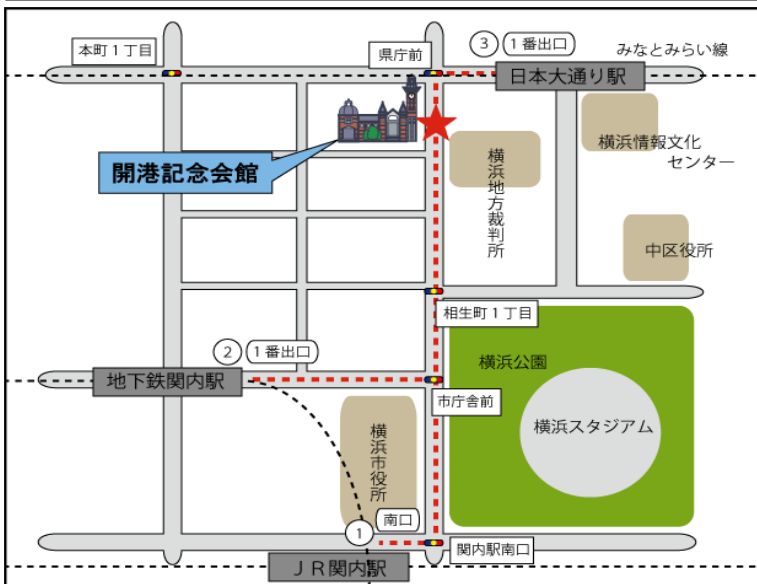 本町1丁目
県庁前
③
1番出口
みなとみらい線
日本大通り駅
横浜情報文化
センター
開港記念会館
横浜地方裁判所
中区役所
相生町1丁目
②
1番出口
地下鉄関内駅
横浜公園
市庁舎前
横浜スタジアム
横浜市役所
①
南口
関内駅南口
JR関内駅